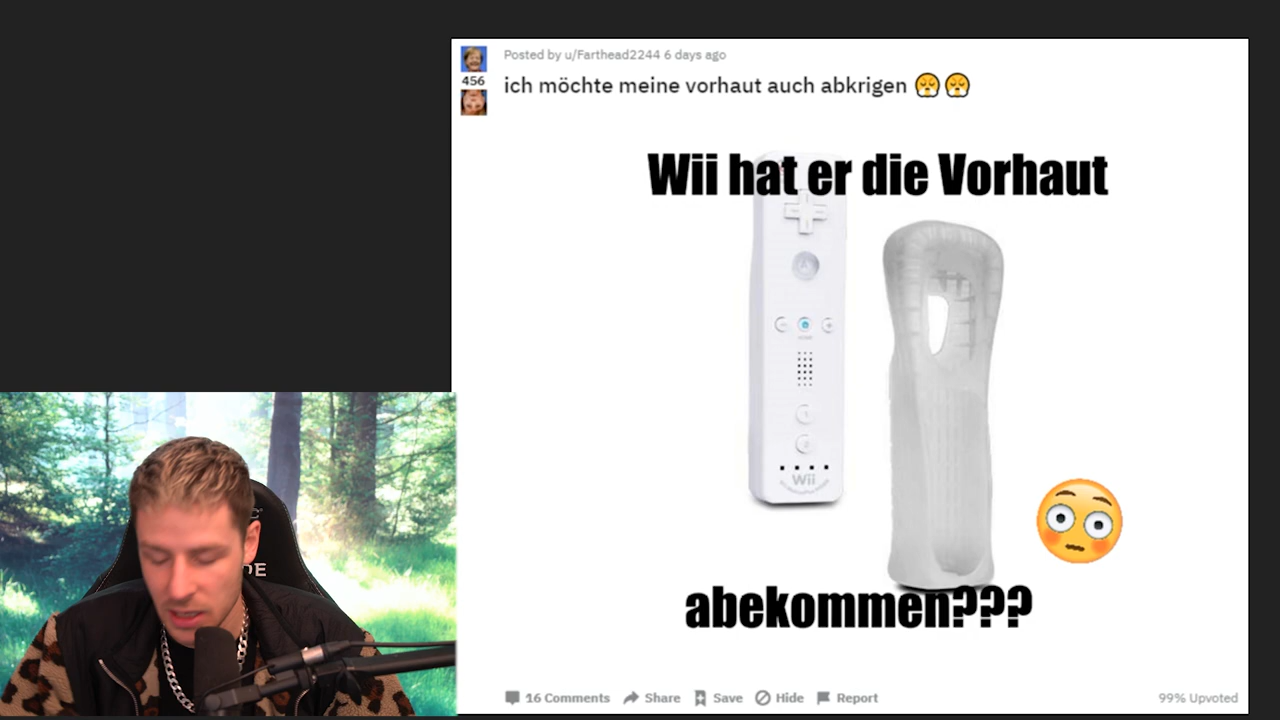 Posted by u/Farthead2244 6 days ago
456
ich möchte meine vorhaut auch abkrigen 😤😤
Wii hat er die Vorhaut
Wii
abekommen???
16 Comments Share Save Hide Report
99% Upvoted